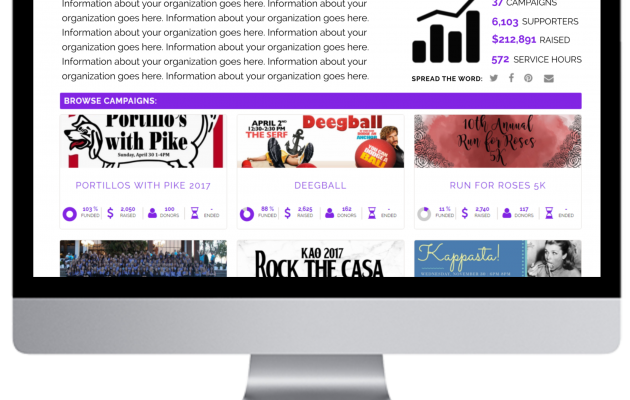 Information about your organization goes here. Information about your
organization goes here. Information about your organization goes here.
Information about your organization goes here. Information about your
organization goes here. Information about your organization goes here.
Information about your organization goes here. Information about your
organization goes here. Information about your organization goes here.
37 CAMPAIGNS
6,103 SUPPORTERS
$212,891 RAISED
572 SERVICE HOURS
SPREAD THE WORD:
BROWSE CAMPAIGNS:
Portillo's
with Pike
Sunday, April 30 1-4PM
PORTILLOS WITH PIKE 2017
103 % FUNDED
$ 2,050 RAISED
100 DONORS
- ENDED
APRIL 2ND
12:30-2:30 PM
THE SERF
Deegball
BALL
DEEGBALL
88 % FUNDED
$ 2,625 RAISED
162 DONORS
- ENDED
10th Annual
Run for Roses
5K
RUN FOR ROSES 5K
11 % FUNDED
$ 2,740 RAISED
117 DONORS
- ENDED
KAO 2017
ROCK THE CASA
Kappasta!